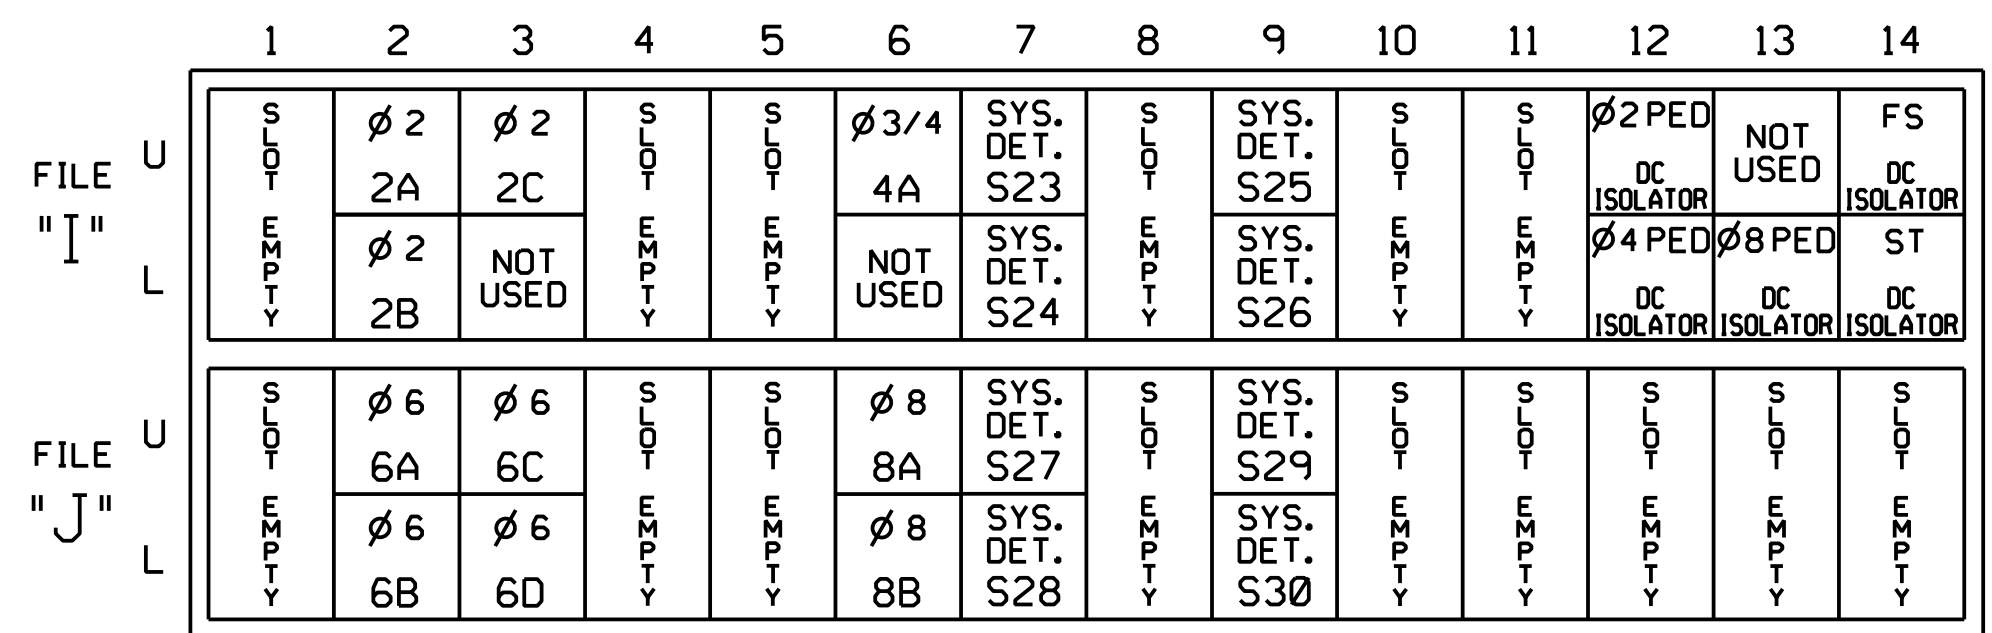 1 2 3 4 5 6 7 8 9 10 11 12 13 14
FILE "I"
U
L
SLOT EMPTY
Ø 2
2A
Ø 2
2B
Ø 2
2C
NOT
USED
SLOT EMPTY
SLOT EMPTY
Ø 3/4
4A
NOT
USED
SYS.
DET.
S23
SYS.
DET.
S24
SLOT EMPTY
SYS.
DET.
S25
SYS.
DET.
S26
SLOT EMPTY
SLOT EMPTY
Ø 2 PED
DC
ISOLATOR
Ø 4 PED
DC
ISOLATOR
NOT
USED
Ø 8 PED
DC
ISOLATOR
FS
DC
ISOLATOR
ST
DC
ISOLATOR
FILE "J"
U
L
SLOT EMPTY
Ø 6
6A
Ø 6
6B
Ø 6
6C
Ø 6
6D
SLOT EMPTY
SLOT EMPTY
Ø 8
8A
Ø 8
8B
SYS.
DET.
S27
SYS.
DET.
S28
SLOT EMPTY
SYS.
DET.
S29
SYS.
DET.
S30
SLOT EMPTY
SLOT EMPTY
SLOT EMPTY
SLOT EMPTY
SLOT EMPTY